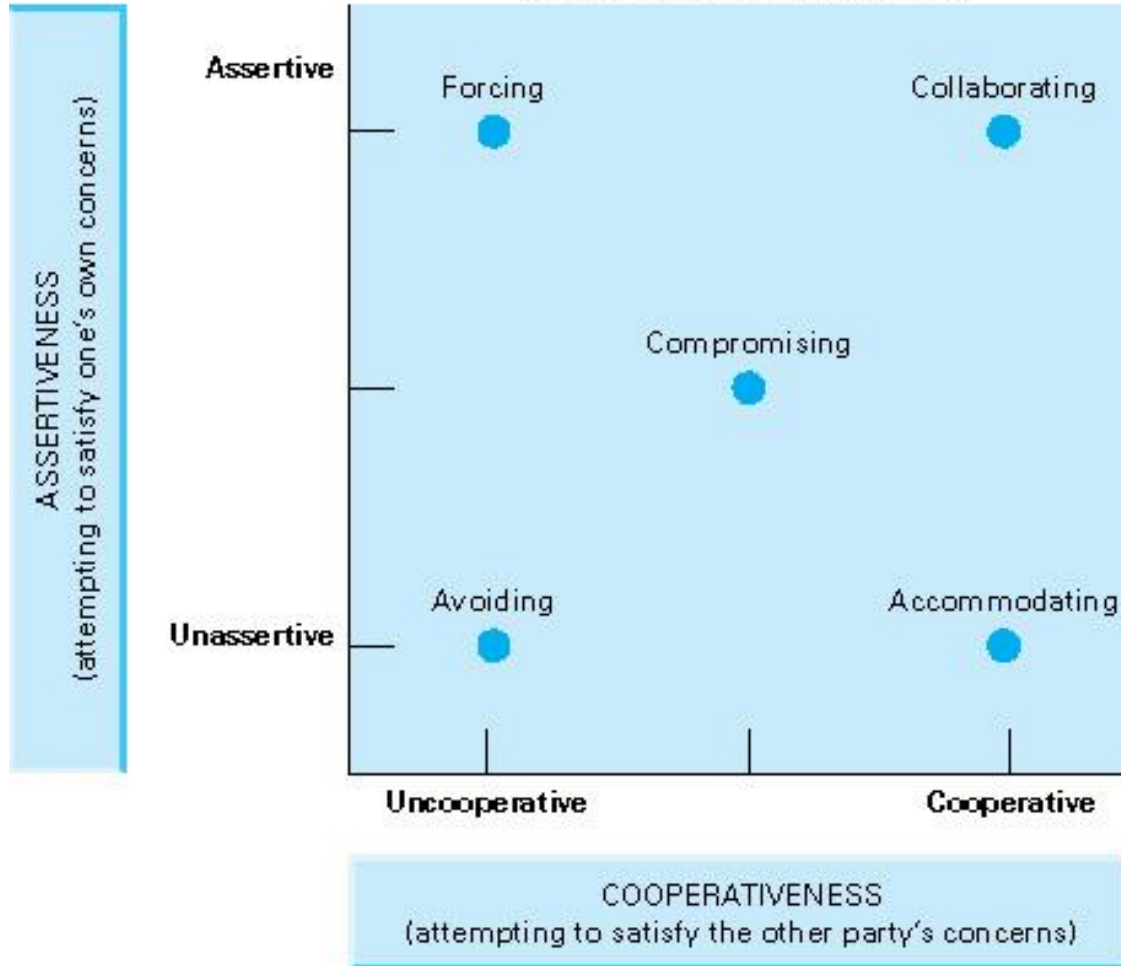 Assertive
Forcing
Collaborating
ASSERTIVENESS
(attempting to satisfy one's own concerns)
Compromising
Avoiding
Accommodating
Unassertive
Uncooperative
Cooperative
COOPERATIVENESS
(attempting to satisfy the other party's concerns)